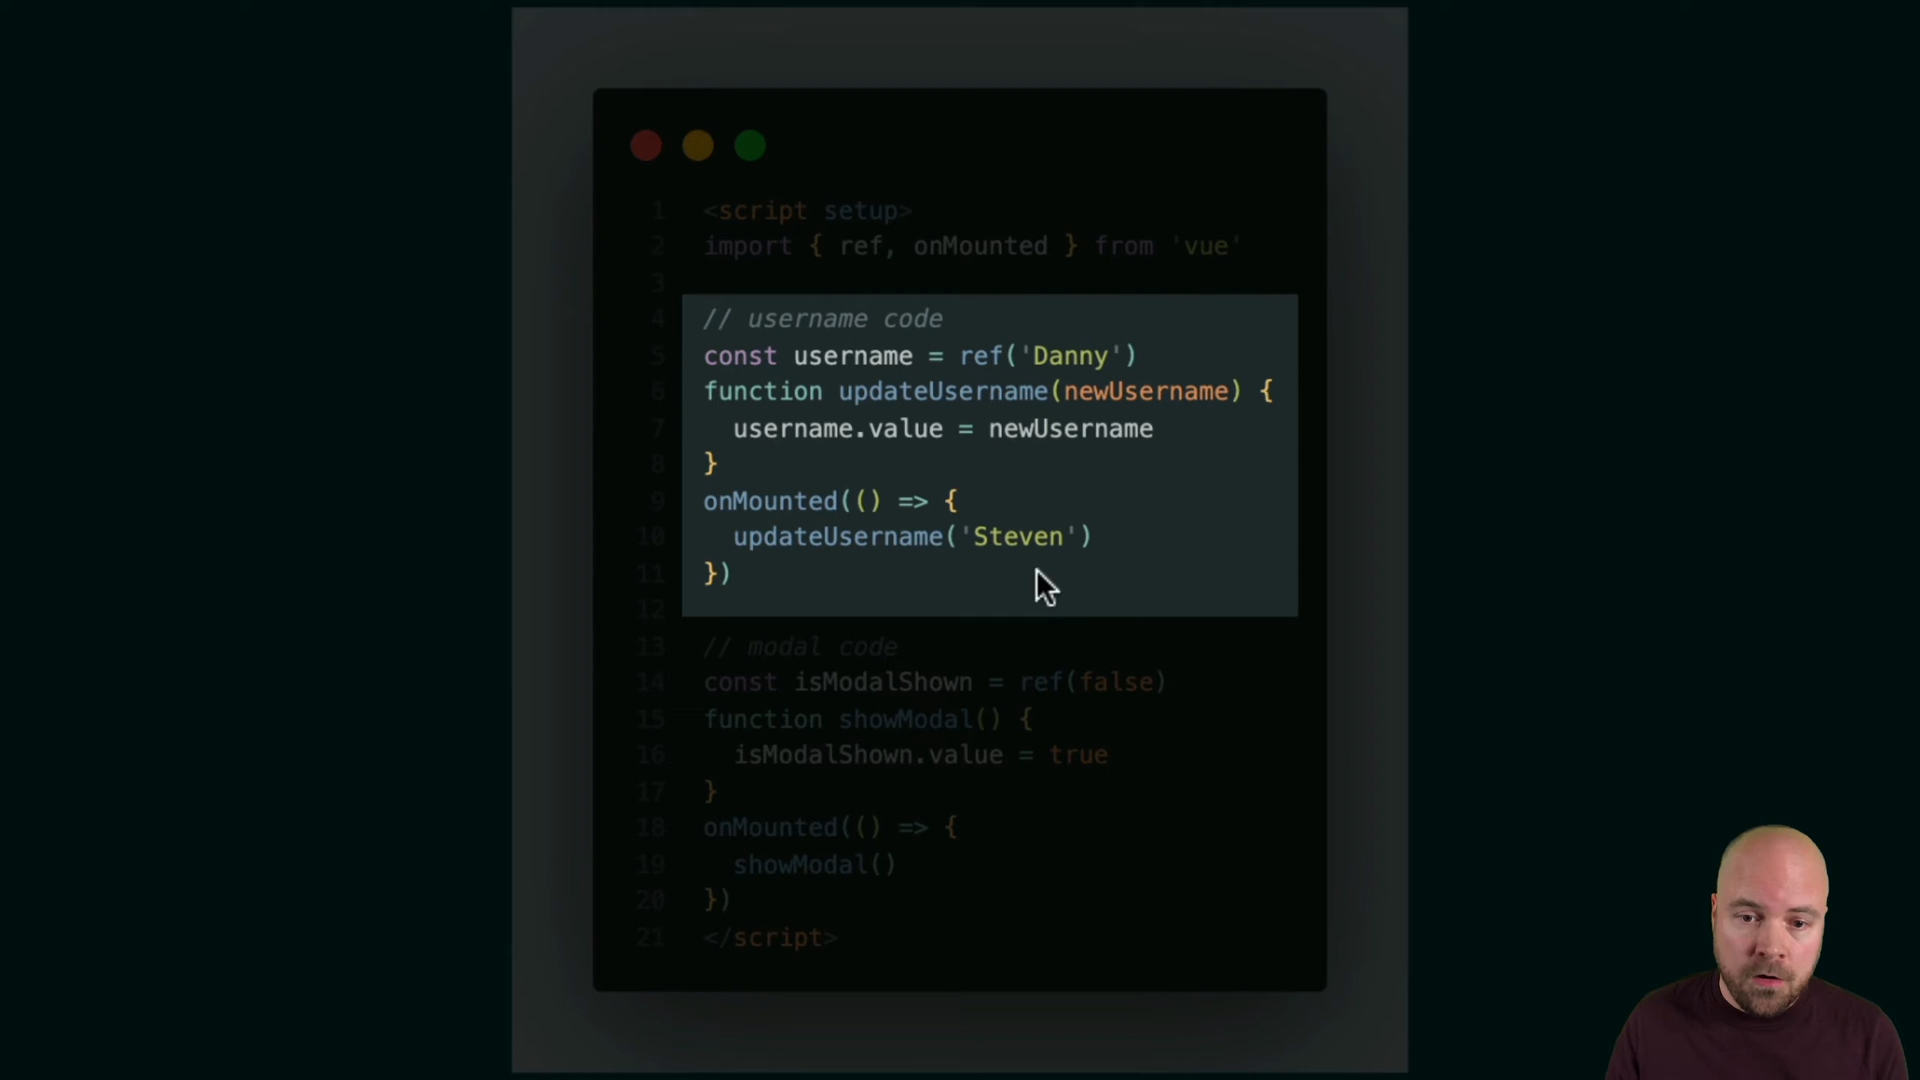 1 <script setup>
2 import { ref, onMounted } from 'vue'
3
4 // username code
5 const username = ref('Danny')
6 function updateUsername(newUsername) {
7 username.value = newUsername
8 }
9 onMounted(() => {
10 updateUsername('Steven')
11 })
12
13 // modal code
14 const isModalShown = ref(false)
15 function showModal() {
16 isModalShown.value = true
17 }
18 onMounted(() => {
19 showModal()
20 })
21 </script>